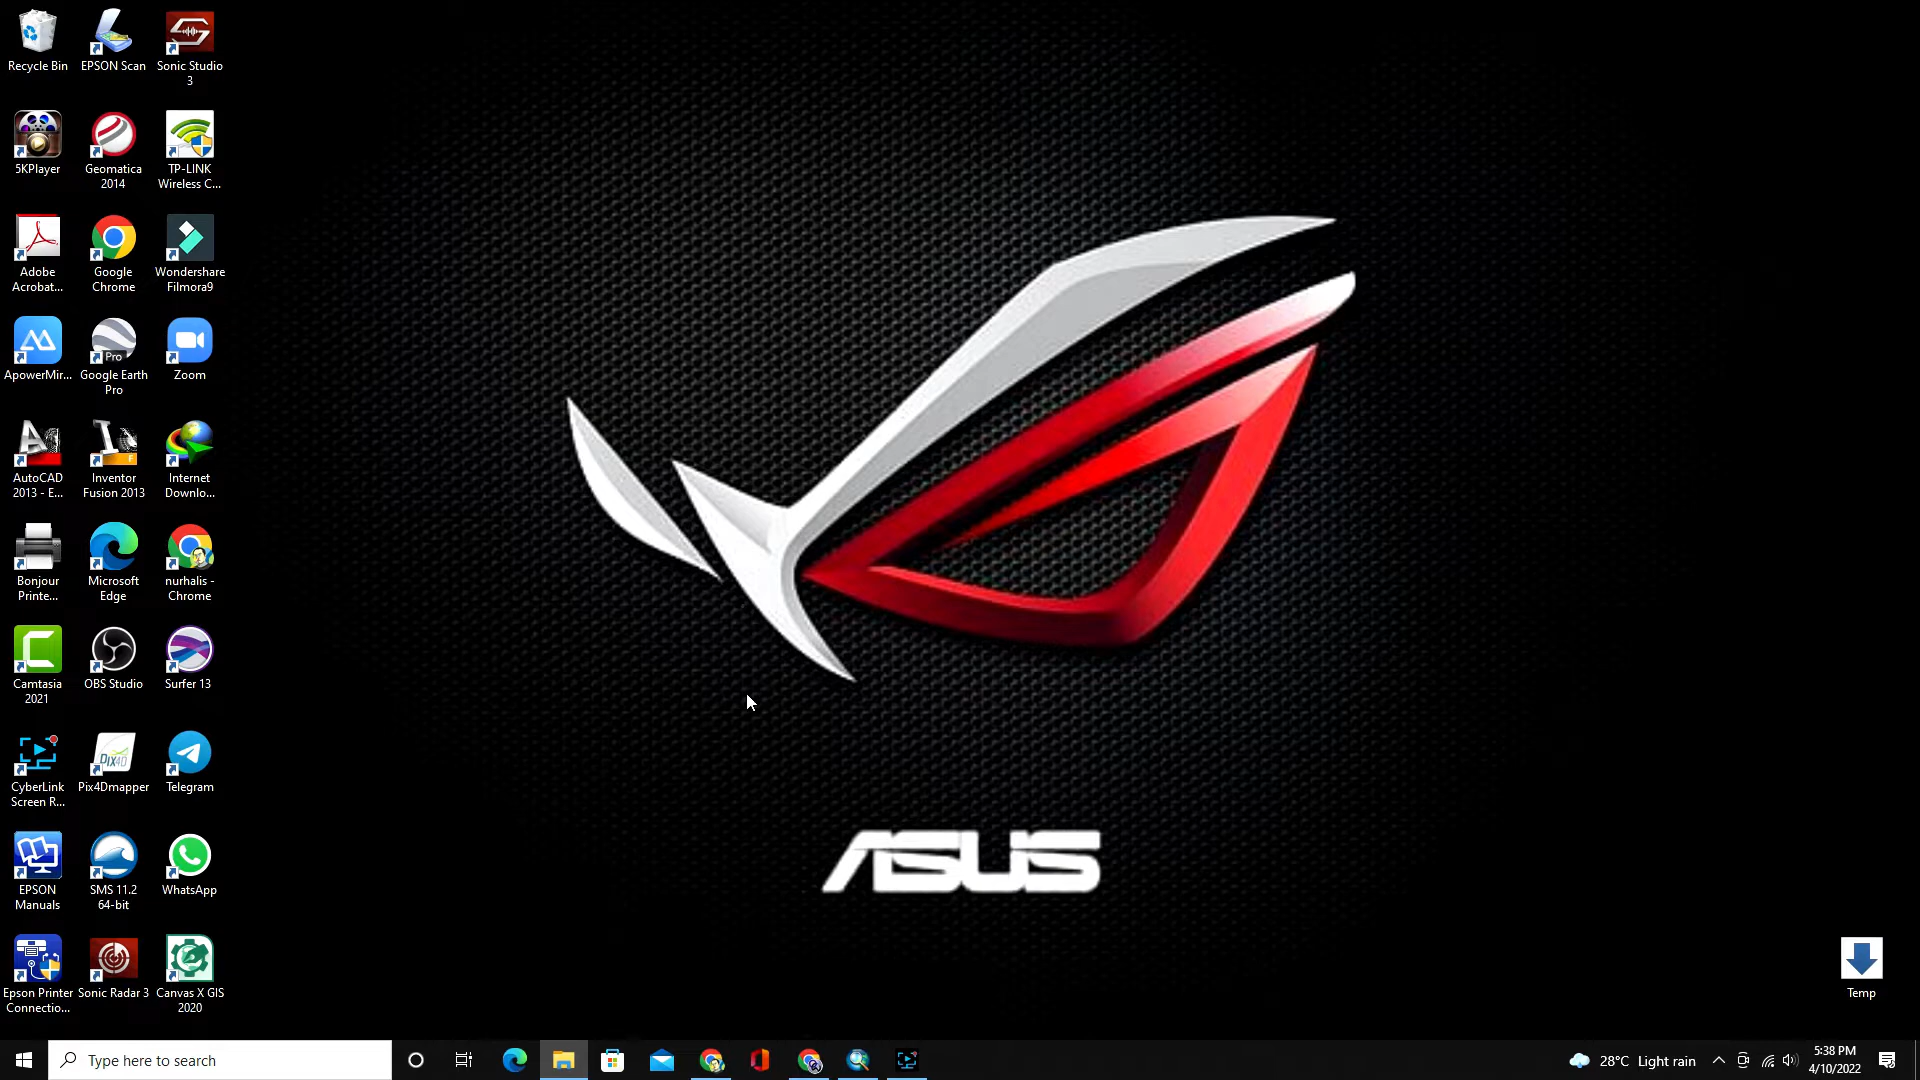 Recycle Bin
EPSON Scan
Sonic Studio
3
5KPlayer
Geomatica
2014
TP-LINK
Wireless C...
Adobe
Acrobat...
Google
Chrome
Wondershare
Filmora9
ApowerMir...
Pro
Google Earth
Pro
Zoom
AutoCAD
2013 - E...
Inventor
Fusion 2013
Internet
Downlo...
Bonjour
Printe...
Microsoft
Edge
nurhalis -
Chrome
Camtasia
2021
OBS Studio
Surfer 13
CyberLink
Screen R...
Pix4Dmapper
Telegram
EPSON
Manuals
SMS 11.2
64-bit
WhatsApp
Epson Printer
Connectio...
Sonic Radar 3
Canvas X GIS
2020
ASUS
Temp
Type here to search
28°C Light rain
5:38 PM
4/10/2022